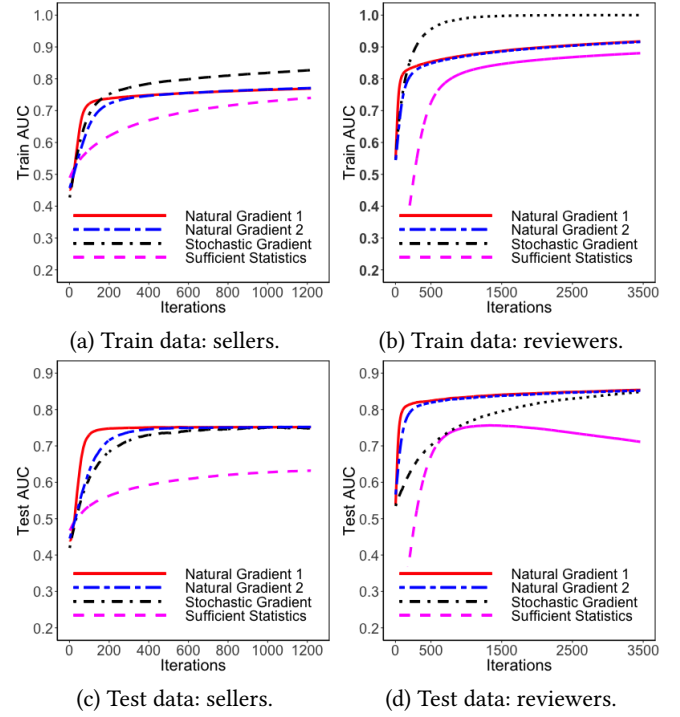 1.0
0.9
0.8
0.7
0.6
0.5
0.4
0.3
0.2
Train AUC
Natural Gradient 1
Natural Gradient 2
Stochastic Gradient
Sufficient Statistics
0 200 400 600 800 1000 1200
Iterations
(a) Train data: sellers.
1.0
0.9
0.8
0.7
0.6
0.5
0.4
0.3
0.2
Train AUC
Natural Gradient 1
Natural Gradient 2
Stochastic Gradient
Sufficient Statistics
0 500 1500 2500 3500
Iterations
(b) Train data: reviewers.
0.9
0.8
0.7
0.6
0.5
0.4
0.3
0.2
Test AUC
Natural Gradient 1
Natural Gradient 2
Stochastic Gradient
Sufficient Statistics
0 200 400 600 800 1000 1200
Iterations
(c) Test data: sellers.
0.9
0.8
0.7
0.6
0.5
0.4
0.3
0.2
Test AUC
Natural Gradient 1
Natural Gradient 2
Stochastic Gradient
Sufficient Statistics
0 500 1500 2500 3500
Iterations
(d) Test data: reviewers.